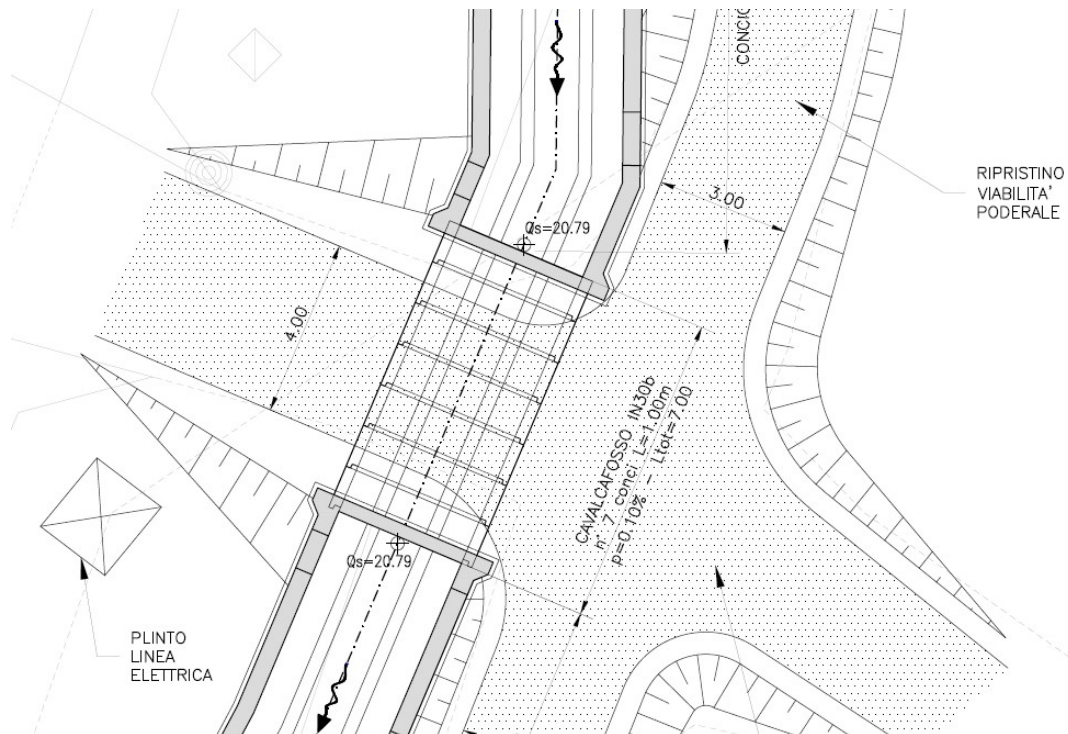 CONCIO
RIPRISTINO
VIABILITA'
PODERALE
3.00
Qs=20.79
4.00
CAVALCAFOSSO IN30b
n° 7 conci L=1.00m
p=0.10% - Ltot=7.00
Qs=20.79
PLINTO
LINEA
ELETTRICA